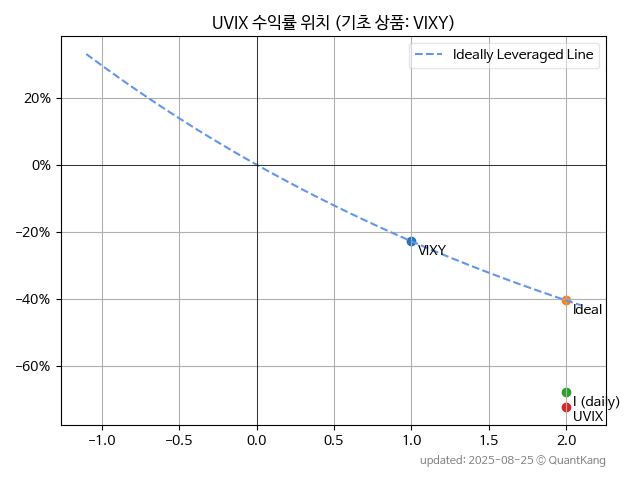 UVIX 수익률 위치 (기초 상품: VIXY)
Ideally Leveraged Line
20%
0%
−20%
−40%
−60%
VIXY
Ideal
I (daily)
UVIX
−1.0 −0.5 0.0 0.5 1.0 1.5 2.0
updated: 2025-08-25 © QuantKang